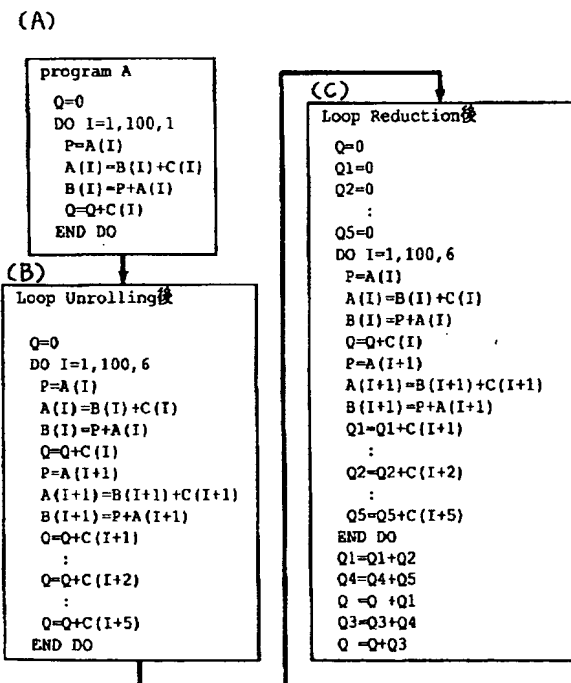 (A)
program A
Q=0
DO I=1,100,1
P=A(I)
A(I)=B(I)+C(I)
B(I)=P+A(I)
Q=Q+C(I)
END DO
(B)
Loop Unrolling後
Q=0
DO I=1,100,6
P=A(I)
A(I)=B(I)+C(I)
B(I)=P+A(I)
Q=Q+C(I)
P=A(I+1)
A(I+1)=B(I+1)+C(I+1)
B(I+1)=P+A(I+1)
Q=Q+C(I+1)
:
Q=Q+C(I+2)
:
Q=Q+C(I+5)
END DO
(C)
Loop Reduction後
Q=0
Q1=0
Q2=0
:
Q5=0
DO I=1,100,6
P=A(I)
A(I)=B(I)+C(I)
B(I)=P+A(I)
Q=Q+C(I)
P=A(I+1)
A(I+1)=B(I+1)+C(I+1)
B(I+1)=P+A(I+1)
Q1=Q1+C(I+1)
:
Q2=Q2+C(I+2)
:
Q5=Q5+C(I+5)
END DO
Q1=Q1+Q2
Q4=Q4+Q5
Q =Q +Q1
Q3=Q3+Q4
Q =Q+Q3